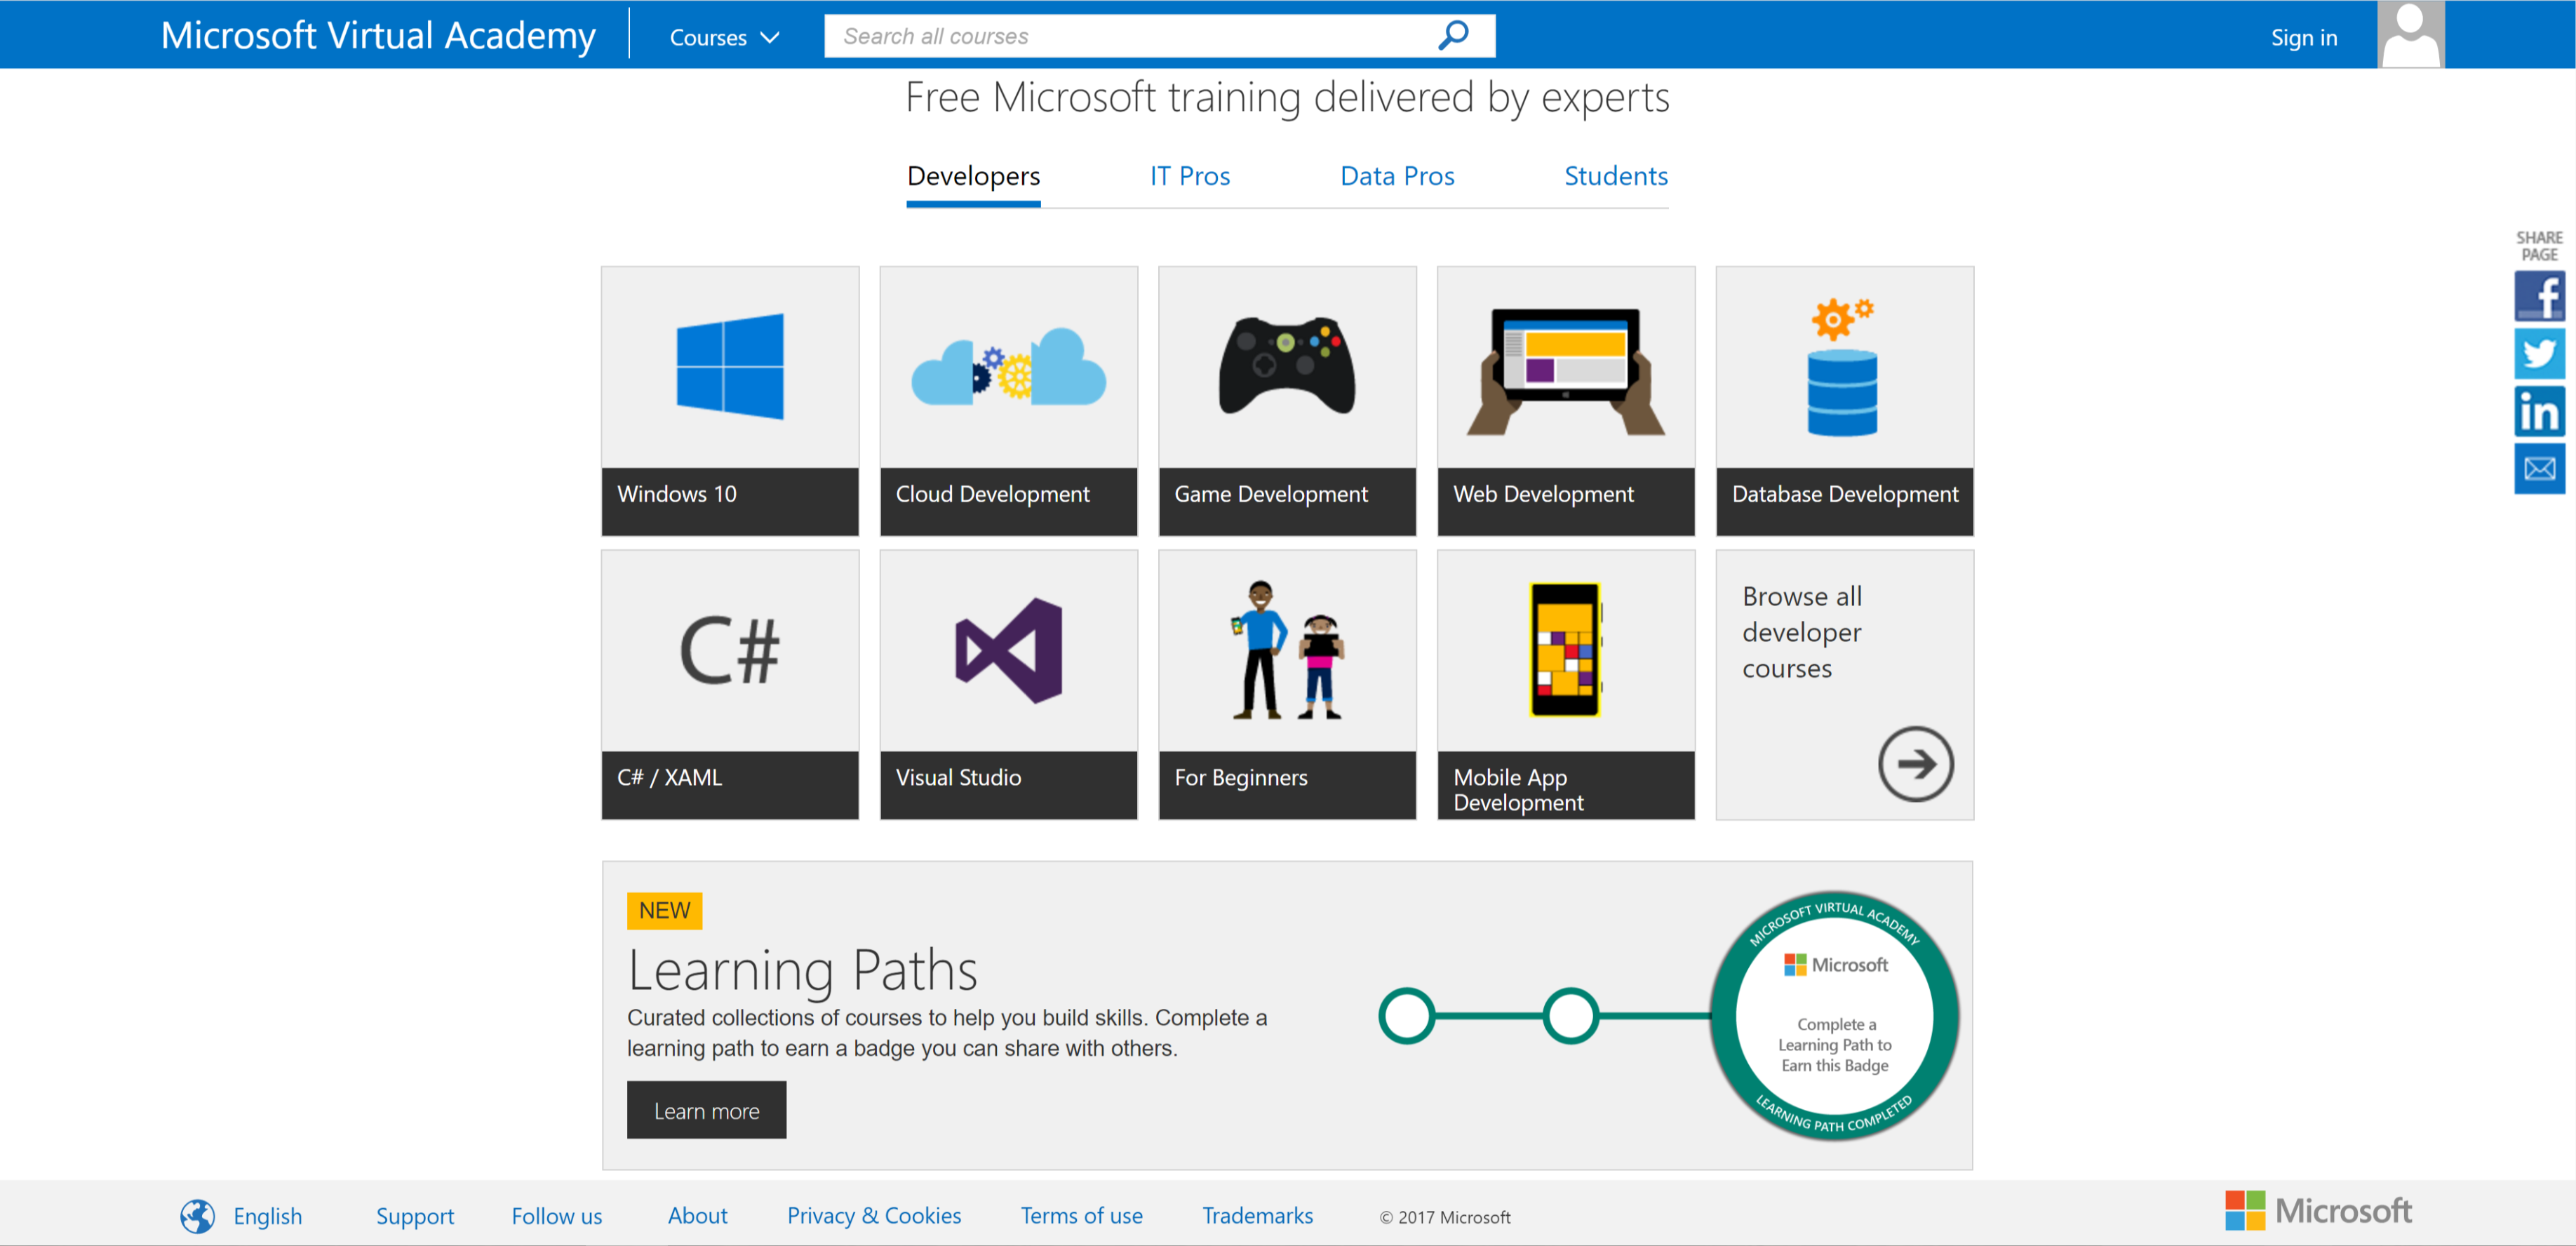 Microsoft Virtual Academy
Courses
Search all courses
Sign in
Free Microsoft training delivered by experts
Developers
IT Pros
Data Pros
Students
SHARE
PAGE
f
in
Windows 10
Cloud Development
Game Development
Web Development
Database Development
C#
C# / XAML
Visual Studio
For Beginners
Mobile App
Development
Browse all
developer
courses
NEW
Learning Paths
Curated collections of courses to help you build skills. Complete a
learning path to earn a badge you can share with others.
Learn more
MICROSOFT VIRTUAL ACADEMY
Microsoft
Complete a
Learning Path to
Earn this Badge
LEARNING PATH COMPLETED
English
Support
Follow us
About
Privacy & Cookies
Terms of use
Trademarks
© 2017 Microsoft
Microsoft